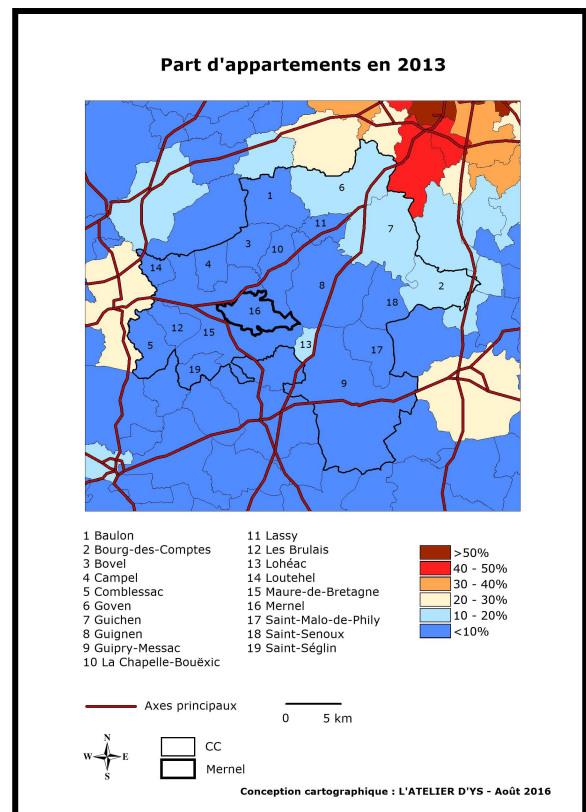 Part d'appartements en 2013
1
6
11
7
3
10
14
4
8
2
18
16
12
15
13
5
17
19
9
1 Baulon
2 Bourg-des-Comptes
3 Bovel
4 Campel
5 Comblessac
6 Goven
7 Guichen
8 Guignen
9 Guipry-Messac
10 La Chapelle-Bouëxic
11 Lassy
12 Les Brulais
13 Lohéac
14 Loutehel
15 Maure-de-Bretagne
16 Mernel
17 Saint-Malo-de-Phily
18 Saint-Senoux
19 Saint-Séglin
>50%
40 - 50%
30 - 40%
20 - 30%
10 - 20%
<10%
Axes principaux
0 5 km
N
W E
S
CC
Mernel
Conception cartographique : L'ATELIER D'YS - Août 2016